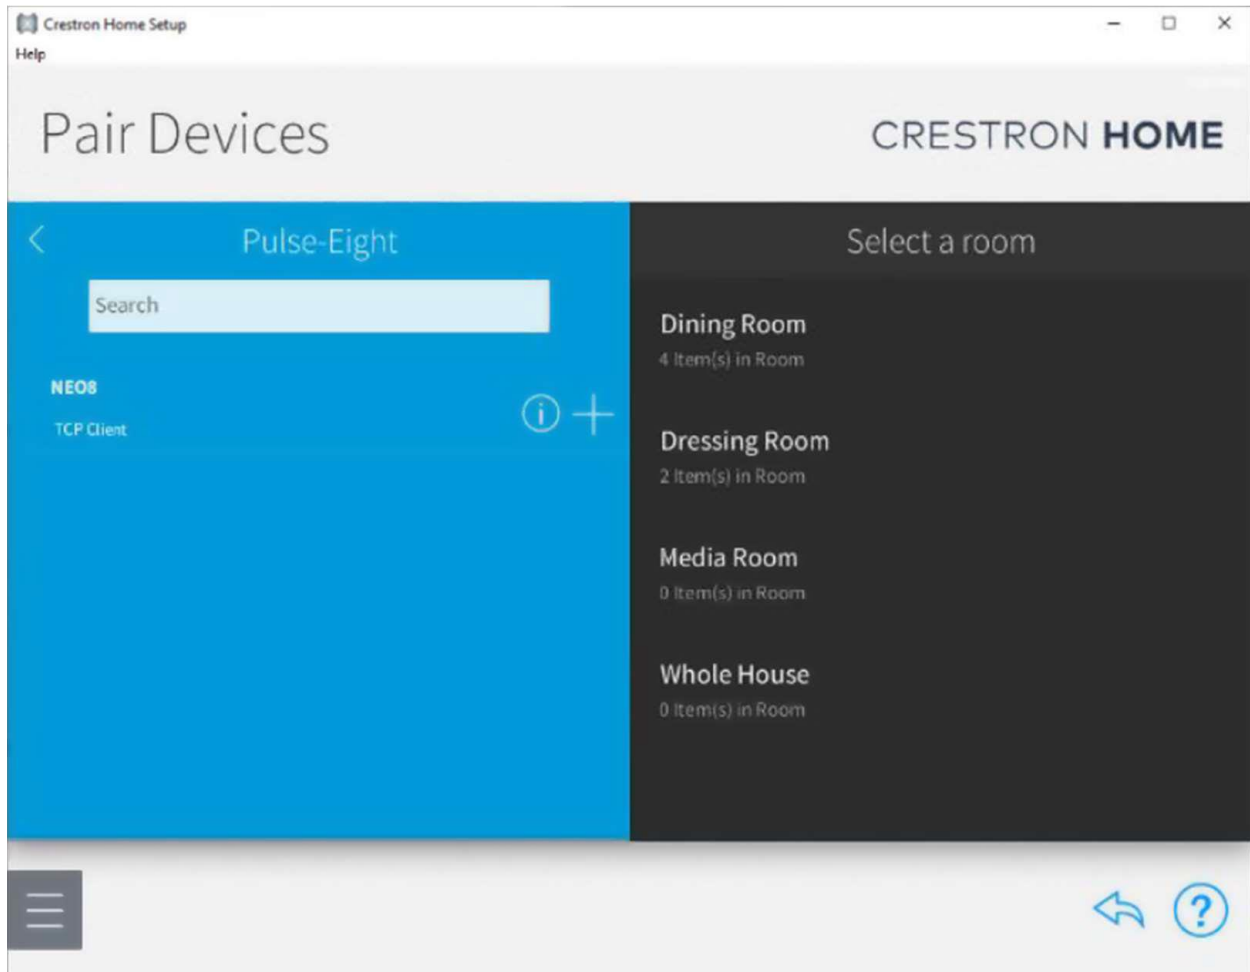 Crestron Home Setup
Help
Pair Devices
CRESTRON HOME
Pulse-Eight
Search
NEO8
TCP Client
Select a room
Dining Room
4 Item(s) in Room
Dressing Room
2 Item(s) in Room
Media Room
0 Item(s) in Room
Whole House
0 Item(s) in Room